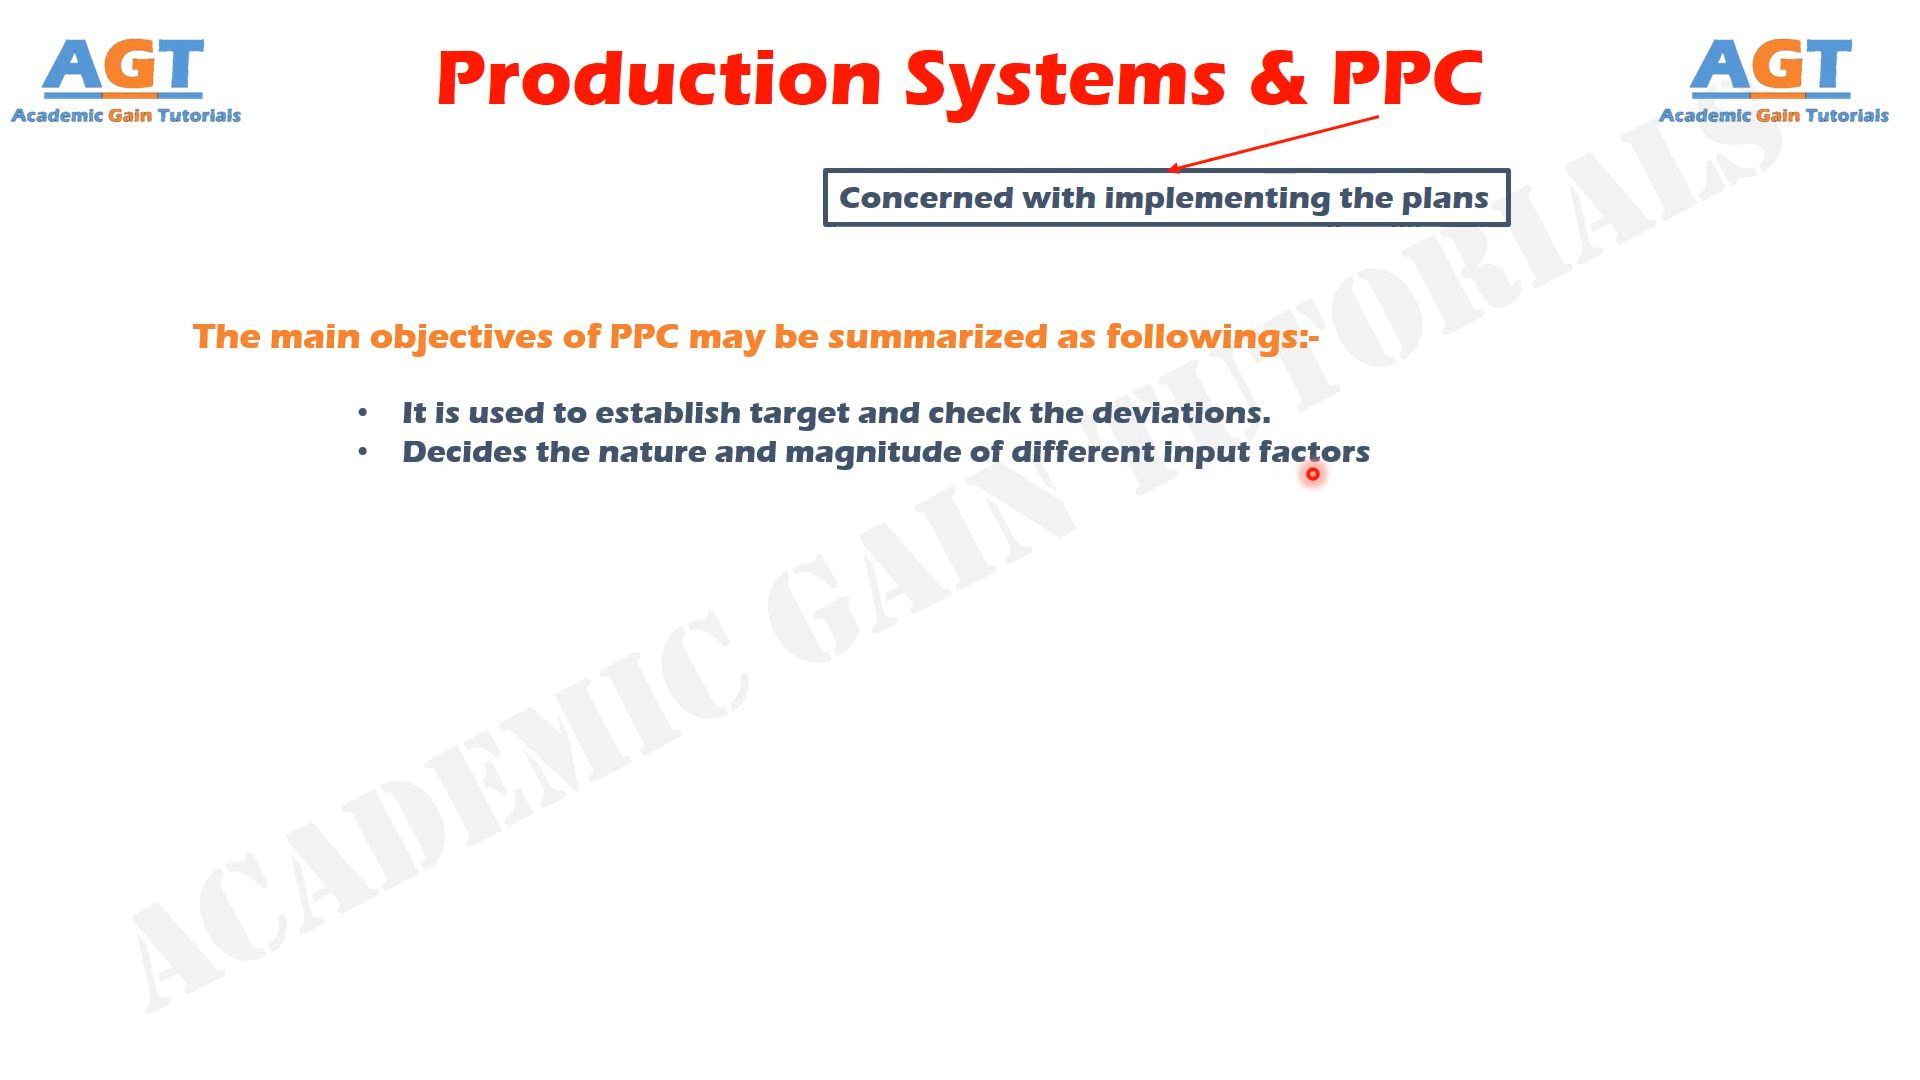 AGT
Academic Gain Tutorials
Production Systems & PPC
AGT
Academic Gain Tutorials
Concerned with implementing the plans
The main objectives of PPC may be summarized as followings:-
• It is used to establish target and check the deviations.
• Decides the nature and magnitude of different input factors
ACADEMIC GAIN TUTORIALS